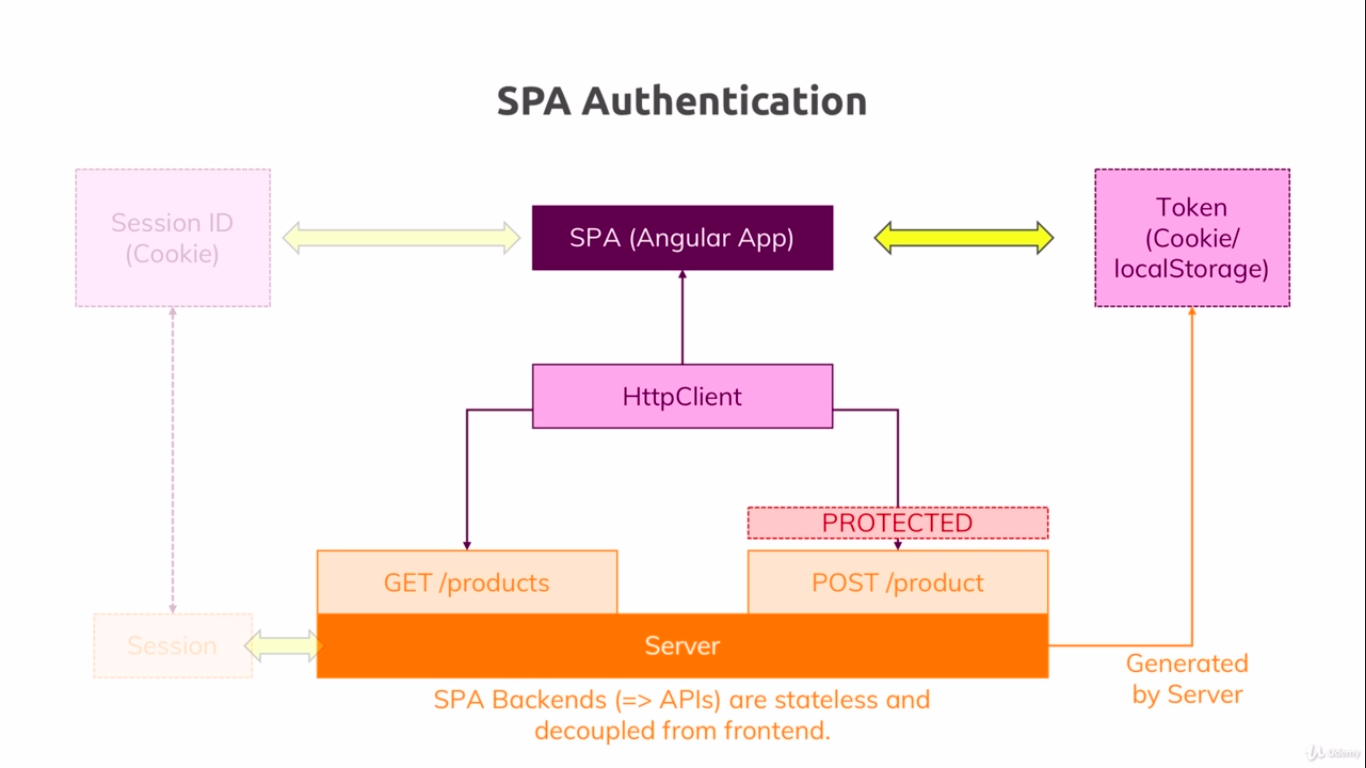 SPA Authentication
Session ID
(Cookie)
SPA (Angular App)
Token
(Cookie/
localStorage)
HttpClient
PROTECTED
GET /products
POST /product
Session
Server
Generated
by Server
SPA Backends (=> APIs) are stateless and
decoupled from frontend.
Udemy